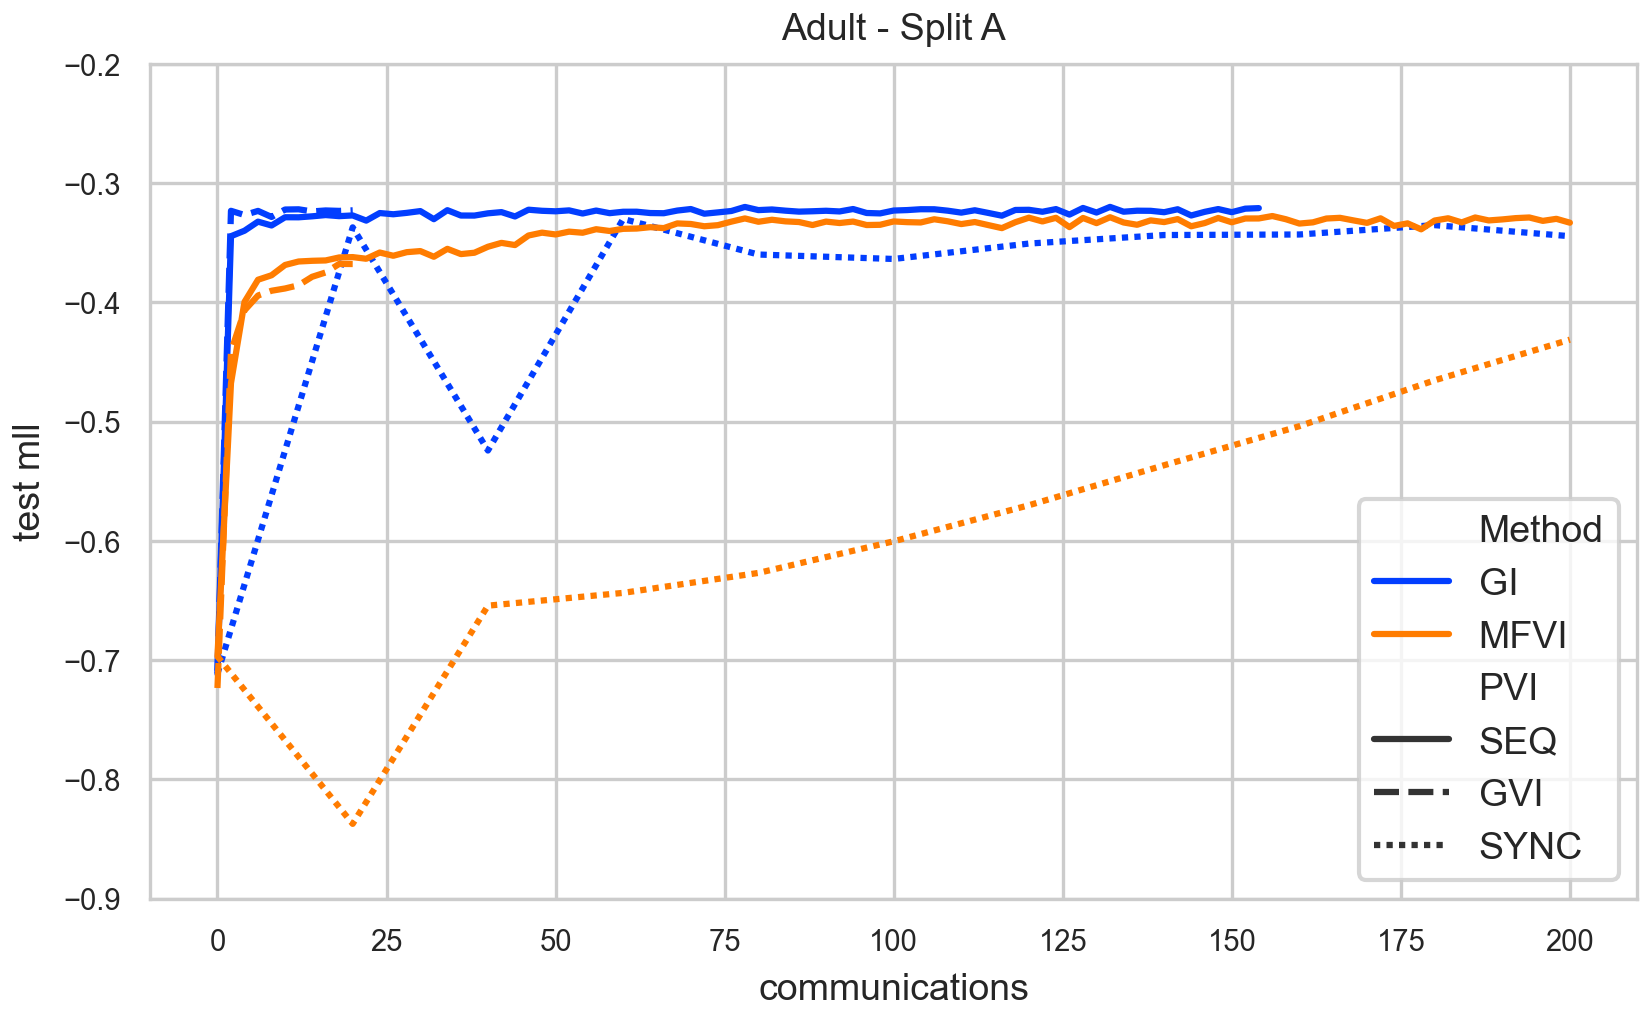 Adult - Split A
−0.2
−0.3
−0.4
−0.5
−0.6
−0.7
−0.8
−0.9
test mll
0 25 50 75 100 125 150 175 200
communications
Method
GI
MFVI
PVI
SEQ
GVI
SYNC